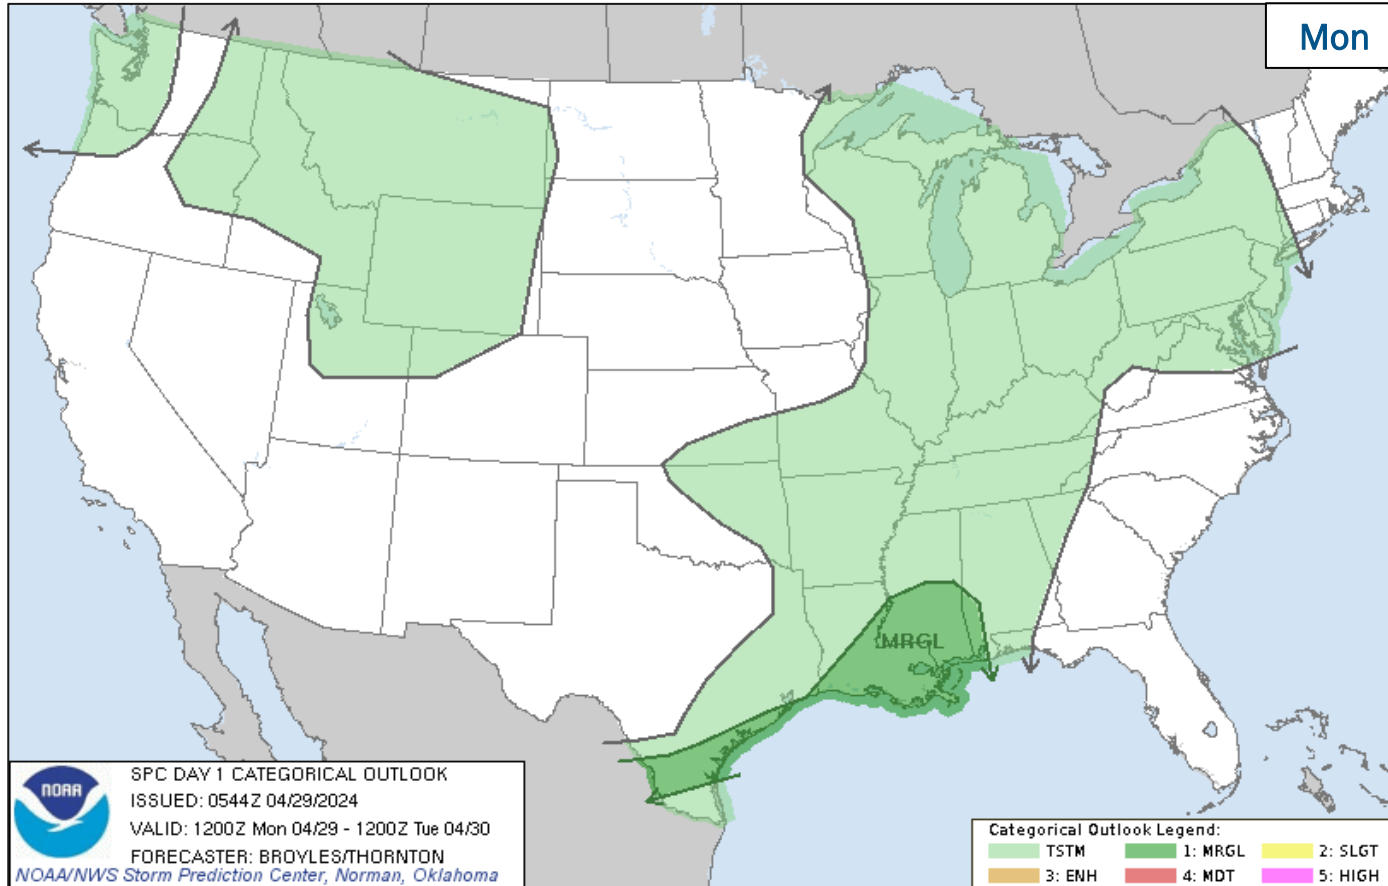 Mon
MRGL
NOAA
SPC DAY 1 CATEGORICAL OUTLOOK
ISSUED: 0544Z 04/29/2024
VALID: 1200Z Mon 04/29 - 1200Z Tue 04/30
FORECASTER: BROYLES/THORNTON
NOAA/NWS Storm Prediction Center, Norman, Oklahoma
Categorical Outlook Legend:
TSTM 1: MRGL 2: SLGT
3: ENH 4: MDT 5: HIGH